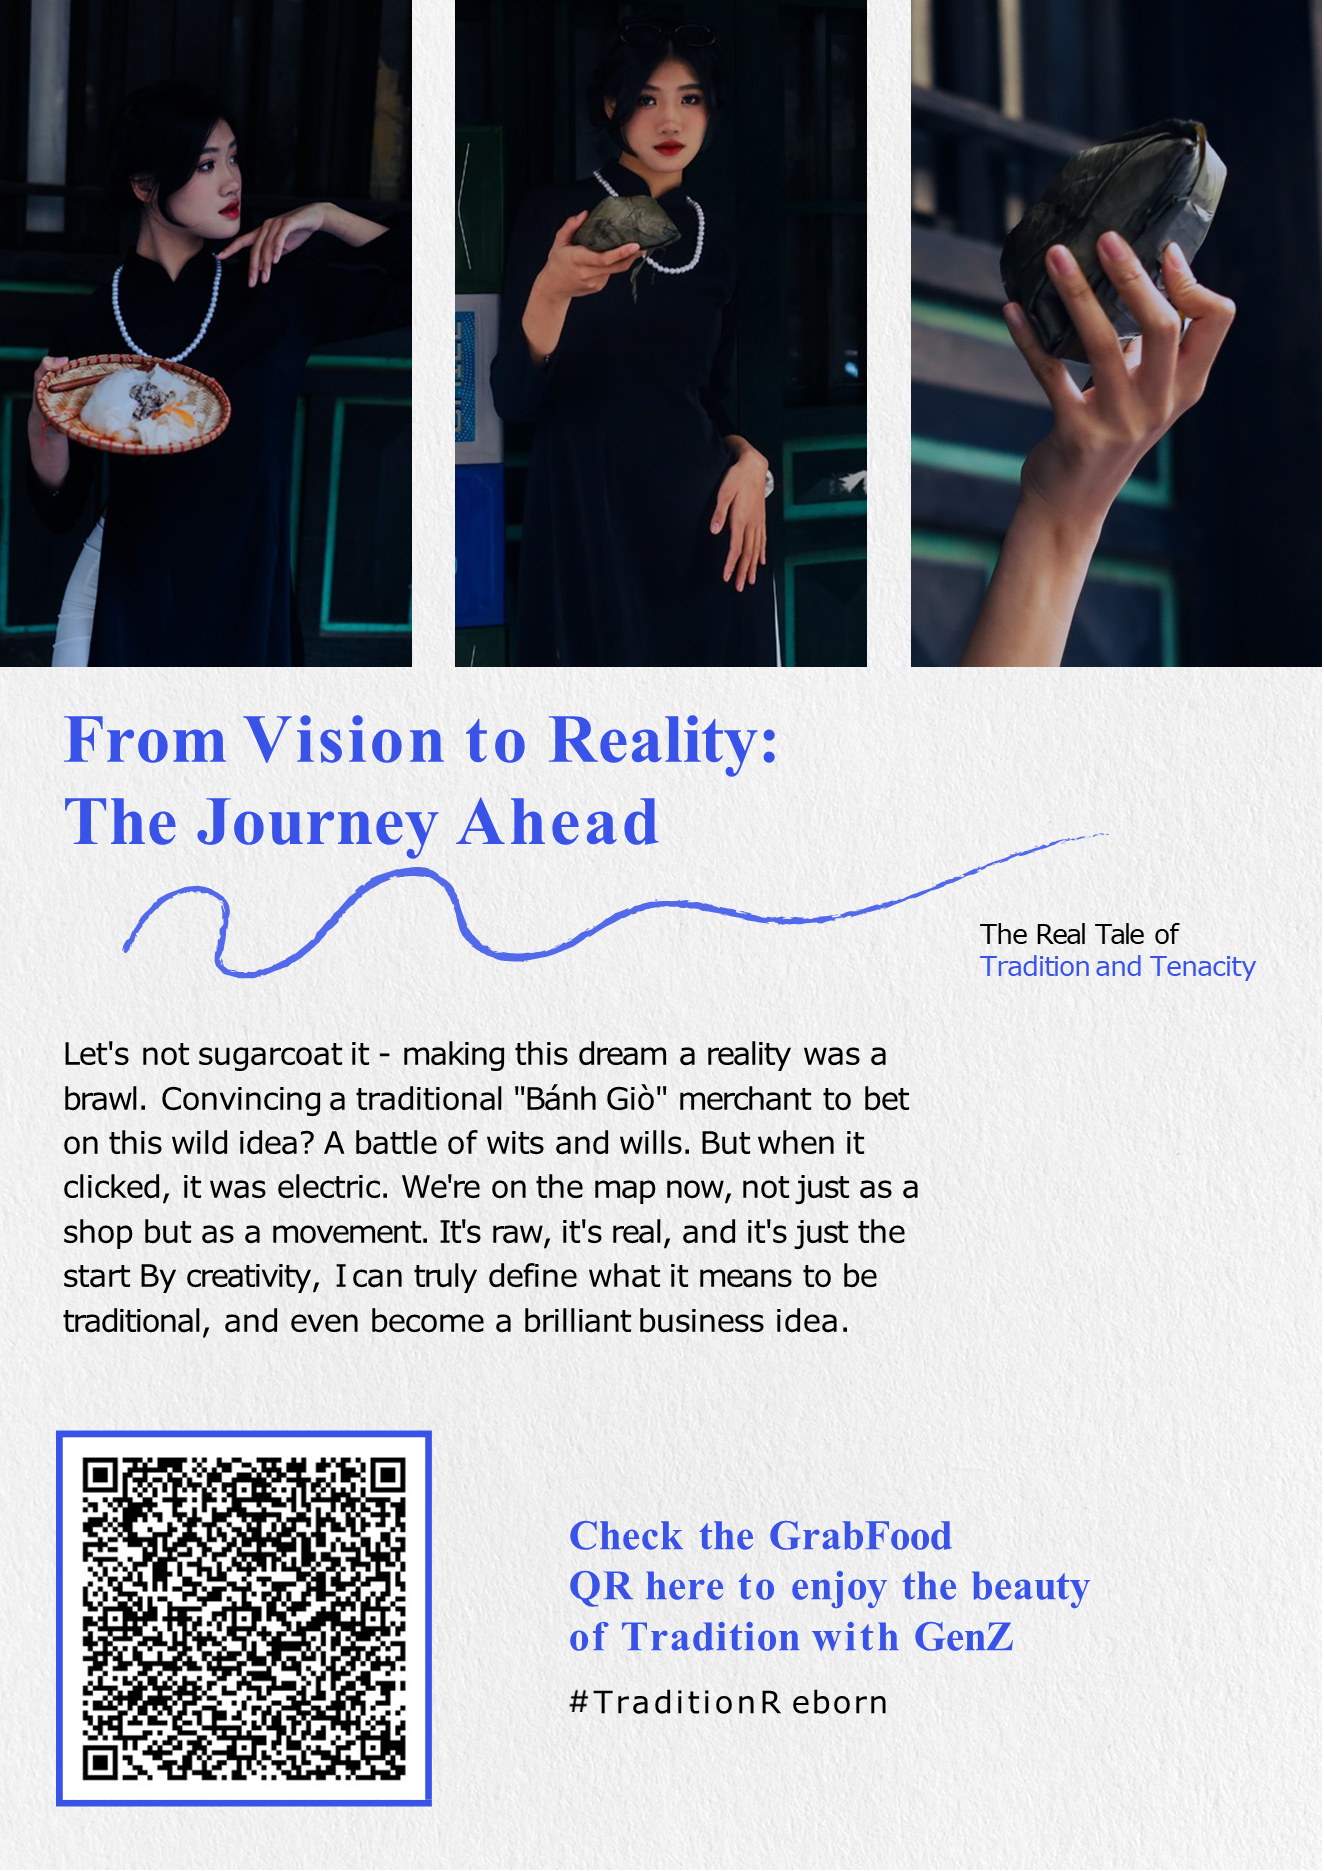 From Vision to Reality:
The Journey Ahead
The Real Tale of
Tradition and Tenacity
Let's not sugarcoat it - making this dream a reality was a
brawl. Convincing a traditional "Bánh Giò" merchant to bet
on this wild idea? A battle of wits and wills. But when it
clicked, it was electric. We're on the map now, not just as a
shop but as a movement. It's raw, it's real, and it's just the
start By creativity, I can truly define what it means to be
traditional, and even become a brilliant business idea.
Check the GrabFood
QR here to enjoy the beauty
of Tradition with GenZ
#TraditionR eborn